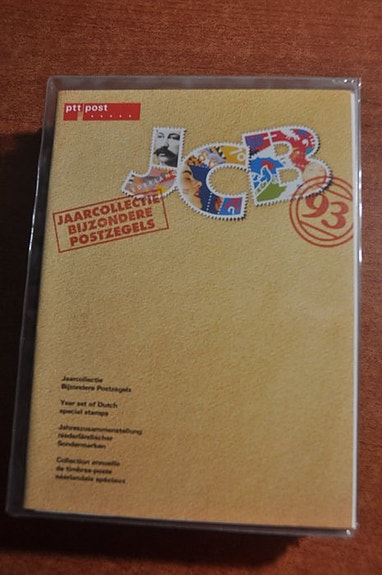 ptt post
JCB
93
JAARCOLLECTIE
BIJZONDERE
POSTZEGELS
Jaarcollectie
Bijzondere Postzegels
Year set of Dutch
special stamps
Jahreszusammenstellung
niederländischer
Sondermarken
Collection annuelle
de timbres-poste
néerlandais spéciaux